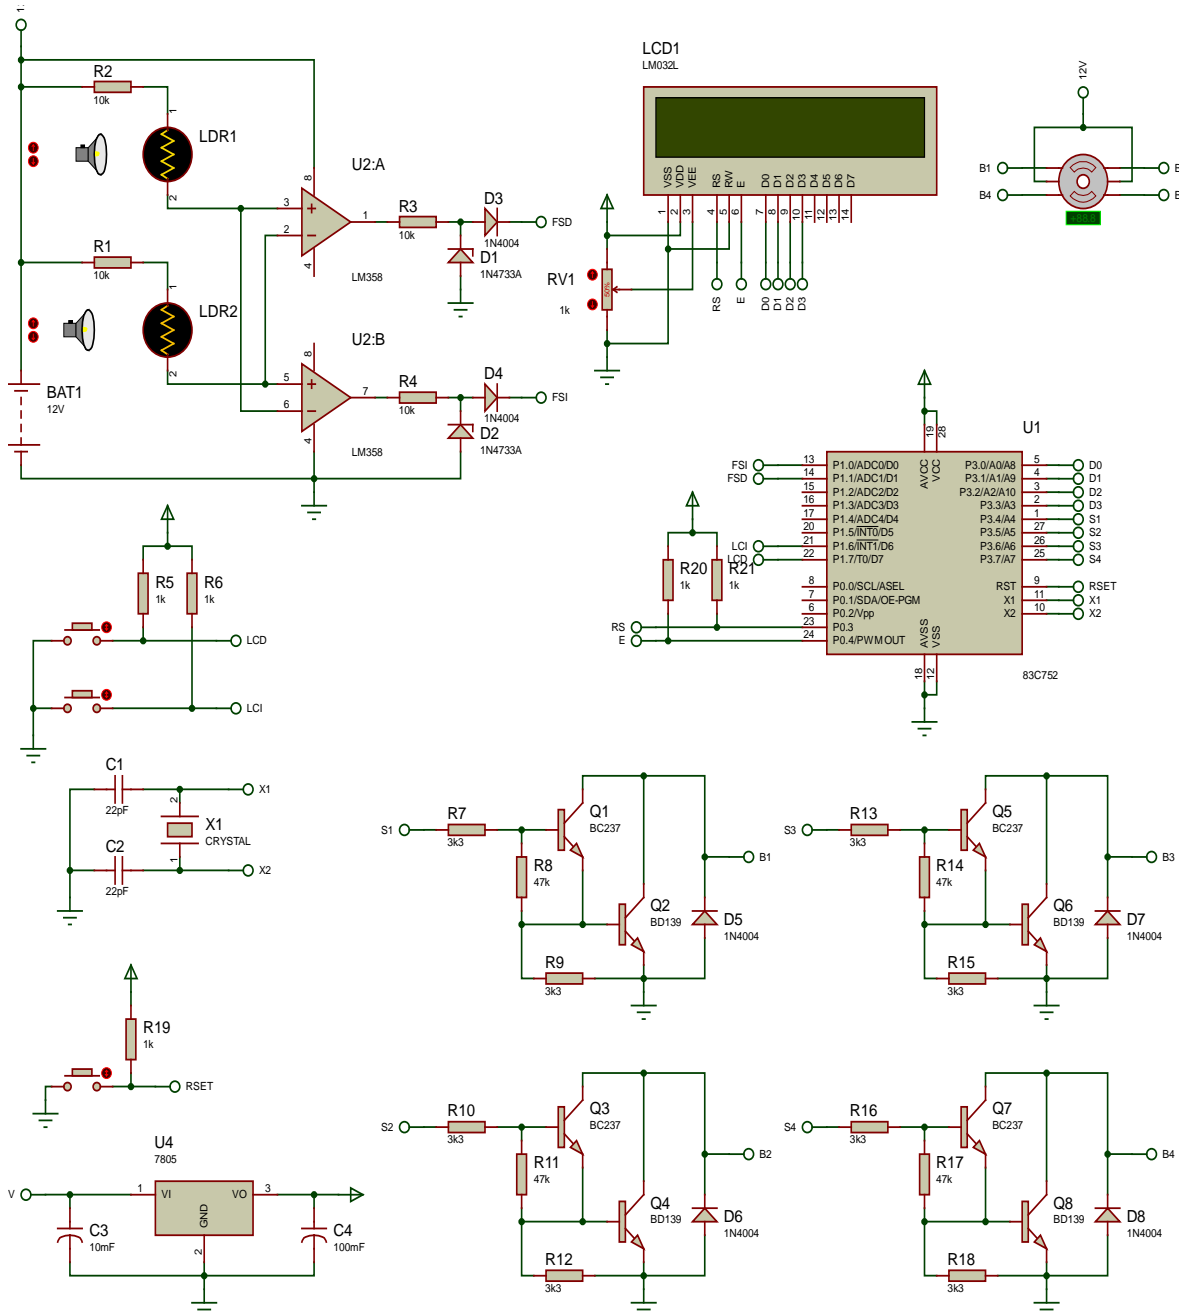 1
R2
10k
1
LDR1
2
R1
10k
1
LDR2
2
BAT1
12V
U2:A
8
3
2
1
4
LM358
R3
10k
D3
1N4004
FSD
D1
1N4733A
U2:B
8
5
6
7
4
LM358
R4
10k
D4
1N4004
FSI
D2
1N4733A
LCD1
LM032L
VSS VDD VEE RS RW E D0 D1 D2 D3 D4 D5 D6 D7
1 2 3 4 5 6 7 8 9 10 11 12 13 14
RS E D0 D1 D2 D3
RV1
50%
1k
12V
B1
B4
+88.8
R5
1k
R6
1k
LCD
LCI
U1
19 28
AVCC VCC
FSI 13 P1.0/ADC0/D0 P3.0/A0/A8 5 D0
FSD 14 P1.1/ADC1/D1 P3.1/A1/A9 4 D1
15 P1.2/ADC2/D2 P3.2/A2/A10 3 D2
16 P1.3/ADC3/D3 P3.3/A3 2 D3
17 P1.4/ADC4/D4 P3.4/A4 1 S1
20 P1.5/INT0/D5 P3.5/A5 27 S2
LCI 21 P1.6/INT1/D6 P3.6/A6 26 S3
LCD 22 P1.7/T0/D7 P3.7/A7 25 S4
8 P0.0/SCL/ASEL RST 9 RSET
7 P0.1/SDA/OE-PGM X1 11 X1
6 P0.2/Vpp X2 10 X2
RS 23 P0.3
E 24 P0.4/PWM OUT
AVSS VSS
18 12
83C752
R20
1k
R21
1k
C1
22pF
C2
22pF
2
X1
CRYSTAL
1
X1
X2
S1
R7
3k3
Q1
BC237
R8
47k
Q2
BD139
D5
1N4004
B1
R9
3k3
S3
R13
3k3
Q5
BC237
R14
47k
Q6
BD139
D7
1N4004
B3
R15
3k3
R19
1k
RSET
S2
R10
3k3
Q3
BC237
R11
47k
Q4
BD139
D6
1N4004
B2
R12
3k3
S4
R16
3k3
Q7
BC237
R17
47k
Q8
BD139
D8
1N4004
B4
R18
3k3
U4
7805
V
1
VI
VO
3
GND
2
C3
10mF
C4
100mF